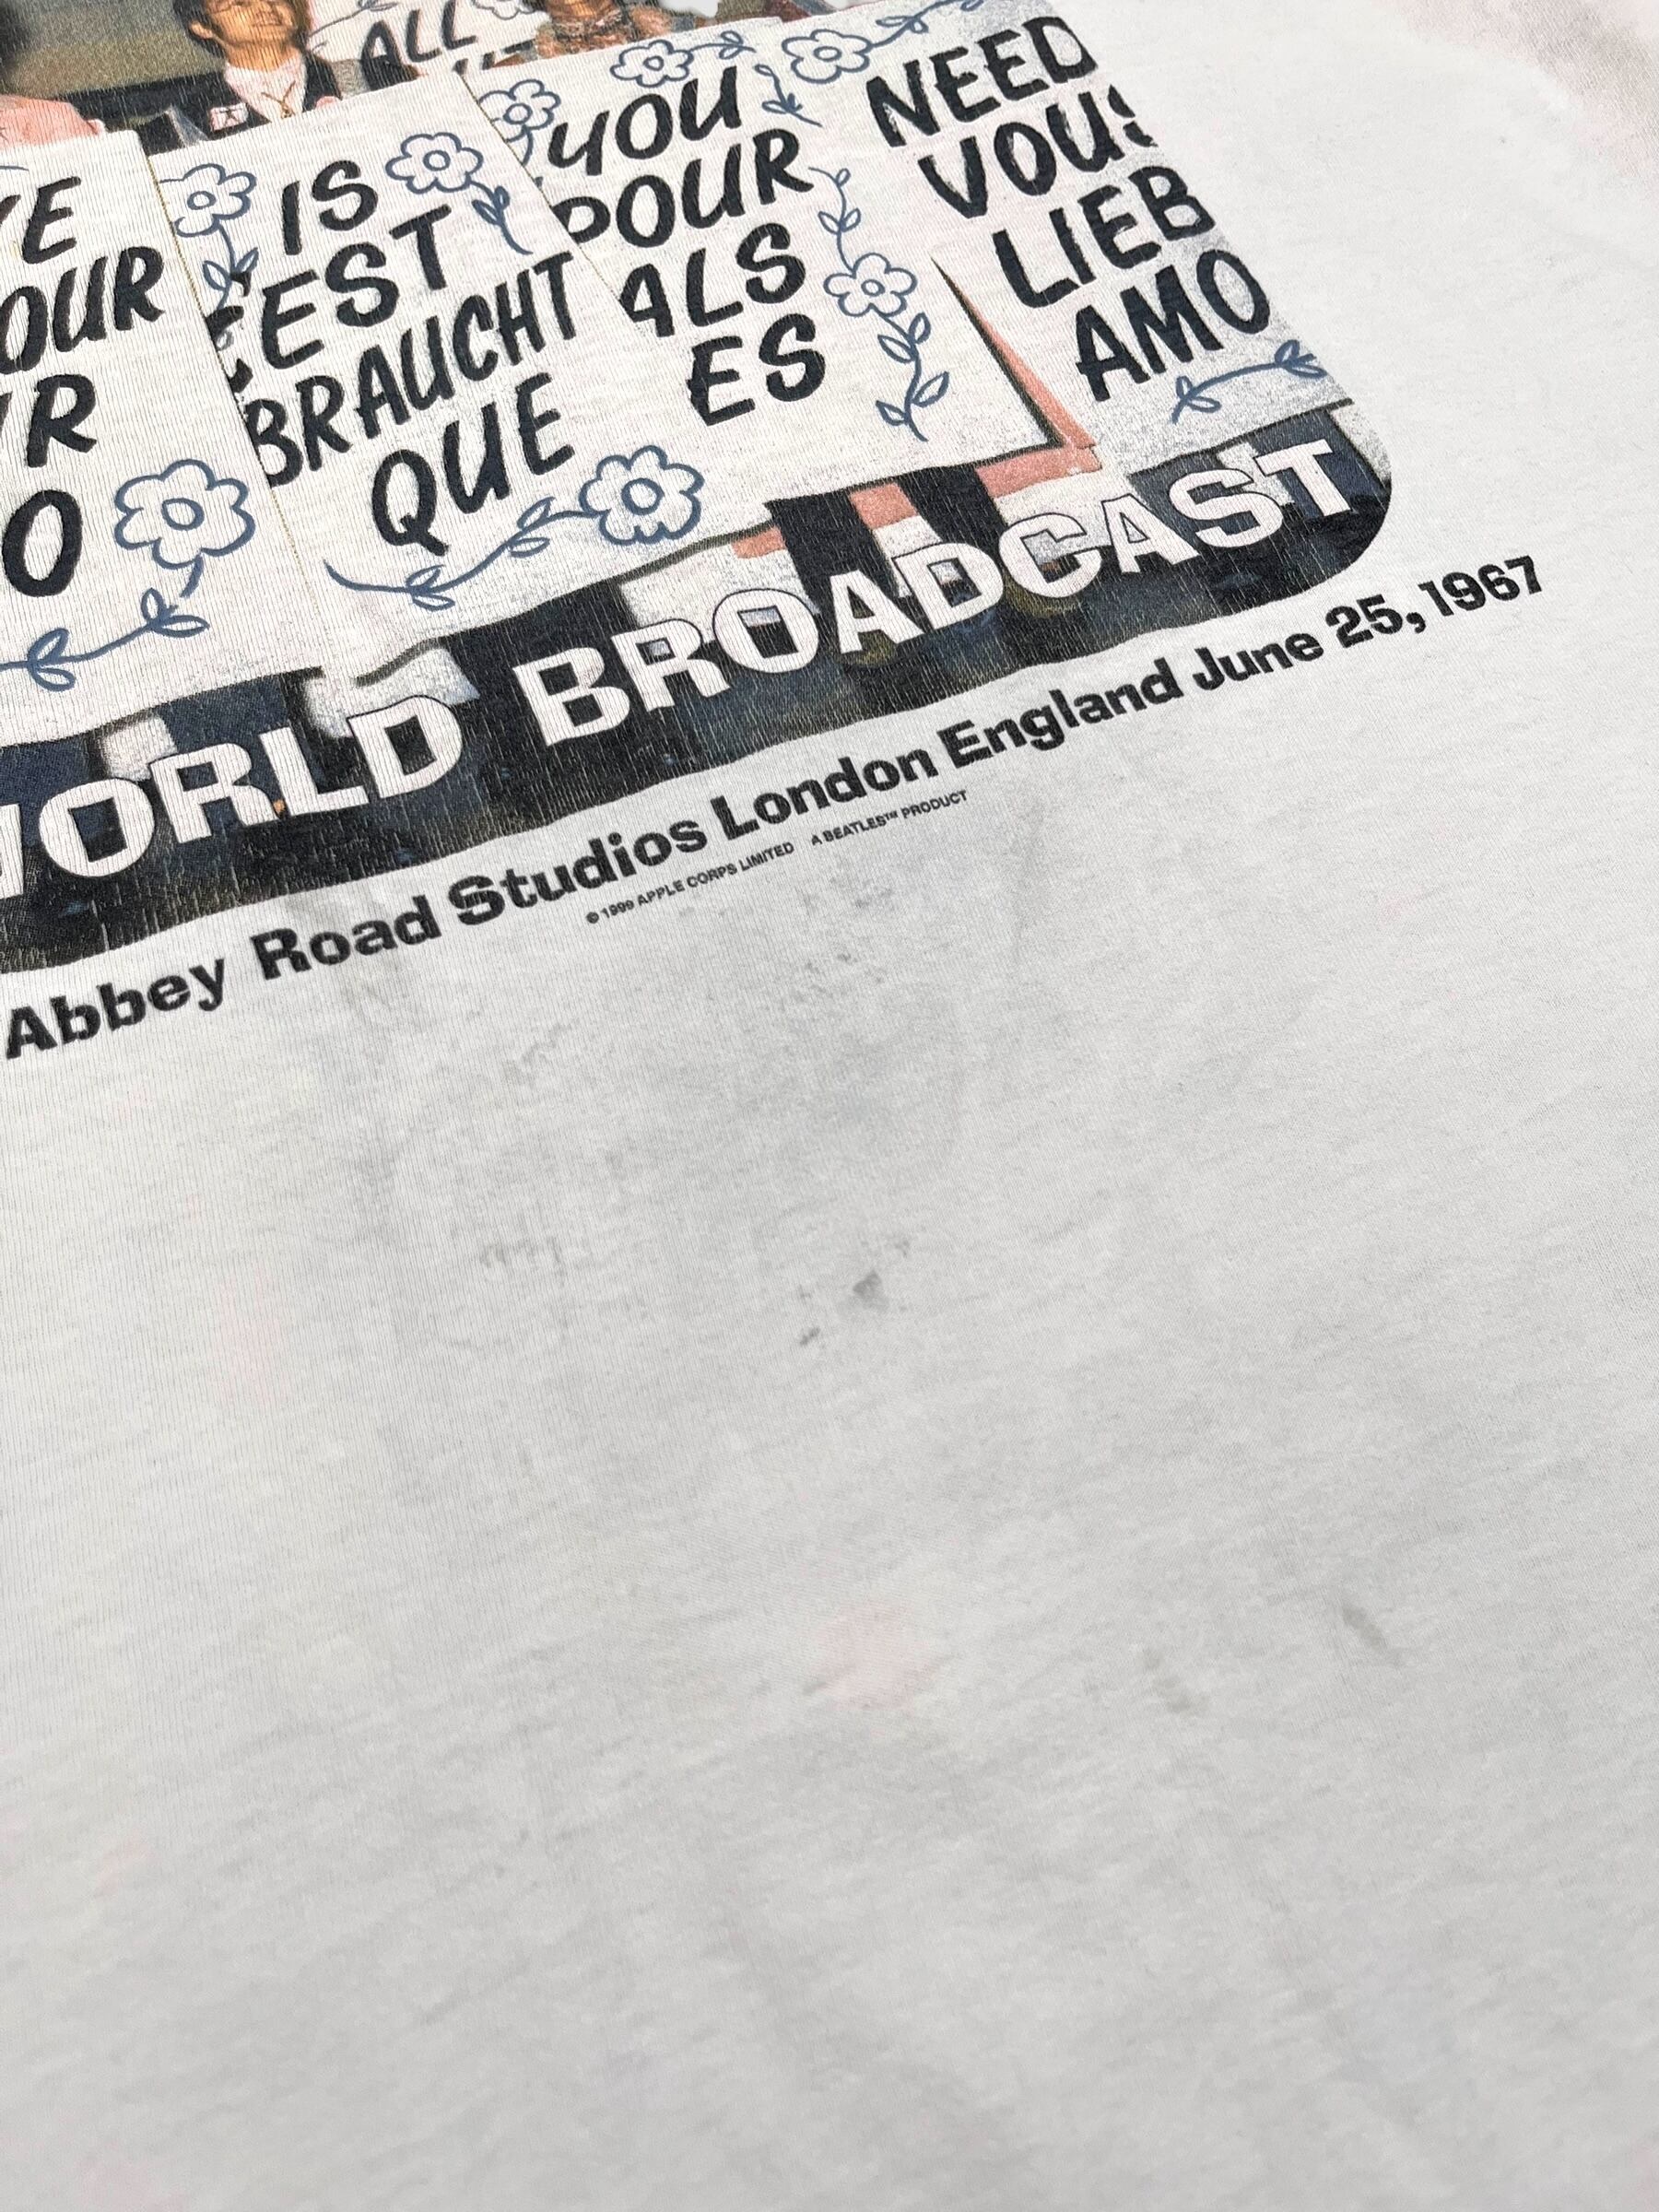 ALL
IS
EST
BRAUCHT
QUE
YOU
POUR
ALS
ES
NEED
VOUS
LIEB
AMO
WORLD BROADCAST
Abbey Road Studios London England June 25, 1967
© 1999 APPLE CORPS LIMITED A BEATLES™ PRODUCT